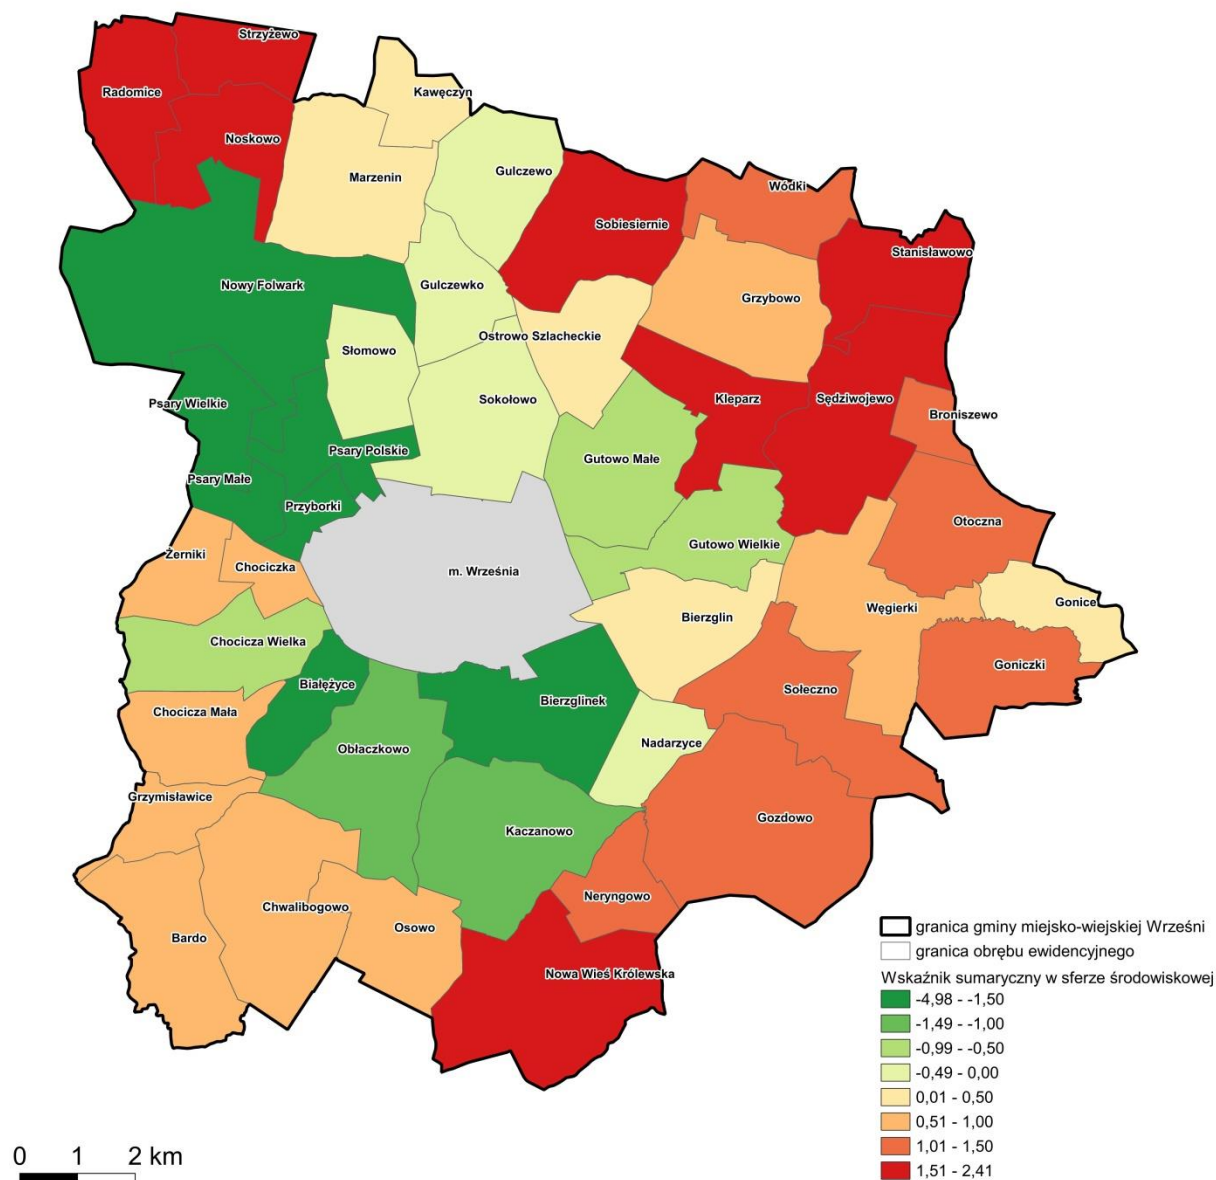 Strzyżewo
Radomice
Kawęczyn
Noskowo
Gulczewo
Marzenin
Wódki
Sobiesiernie
Stanisławowo
Nowy Folwark
Gulczewko
Grzybowo
Ostrowo Szlacheckie
Słomowo
Psary Wielkie
Sokołowo
Kleparz
Sędziwojewo
Broniszewo
Psary Polskie
Gutowo Małe
Psary Małe
Przyborki
Otoczna
Gutowo Wielkie
Żerniki
Chociczka
m. Września
Gonice
Węgierki
Bierzglin
Chocicza Wielka
Goniczki
Białężyce
Sołeczno
Bierzglinek
Chocicza Mała
Nadarzyce
Obłaczkowo
Grzymisławice
Gozdowo
Kaczanowo
Neryngowo
Chwalibogowo
Osowo
Bardo
Nowa Wieś Królewska
granica gminy miejsko-wiejskiej Wrześni
granica obrębu ewidencyjnego
Wskaźnik sumaryczny w sferze środowiskowej
-4,98 - -1,50
-1,49 - -1,00
-0,99 - -0,50
-0,49 - 0,00
0,01 - 0,50
0,51 - 1,00
1,01 - 1,50
1,51 - 2,41
0 1 2 km